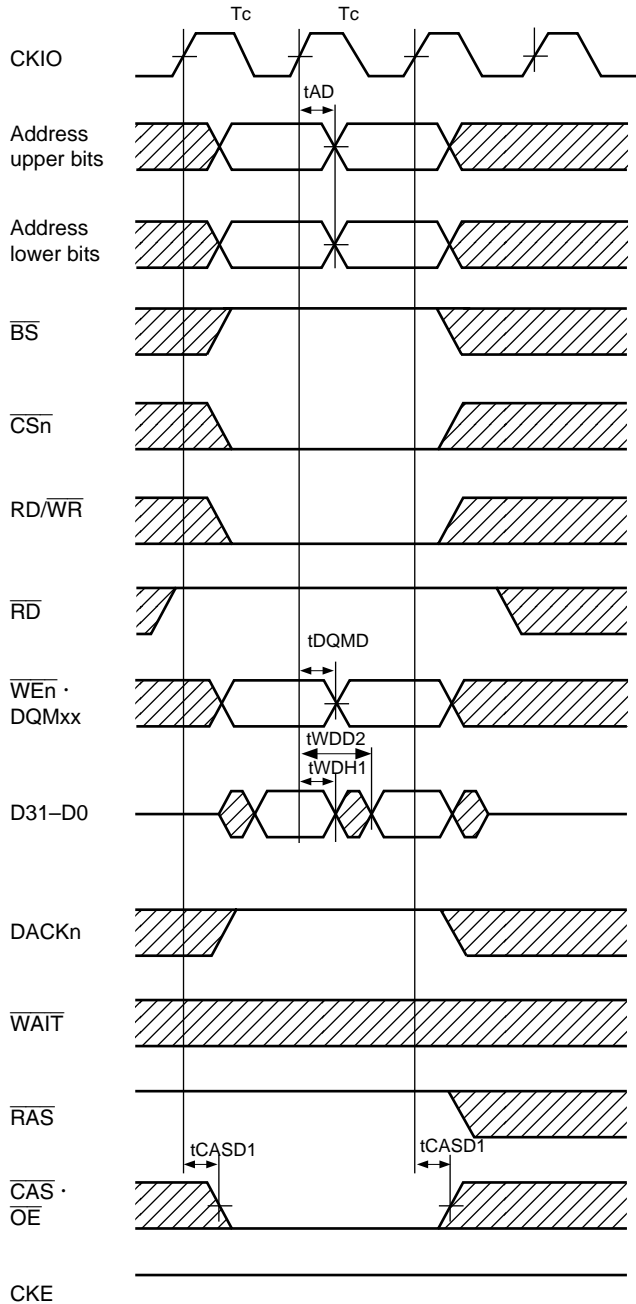 Tc Tc
CKIO
tAD
Address
upper bits
Address
lower bits
BS
CSn
RD/WR
RD
tDQMD
WEn ·
DQMxx
tWDD2
tWDH1
D31–D0
DACKn
WAIT
RAS
tCASD1 tCASD1
CAS ·
OE
CKE